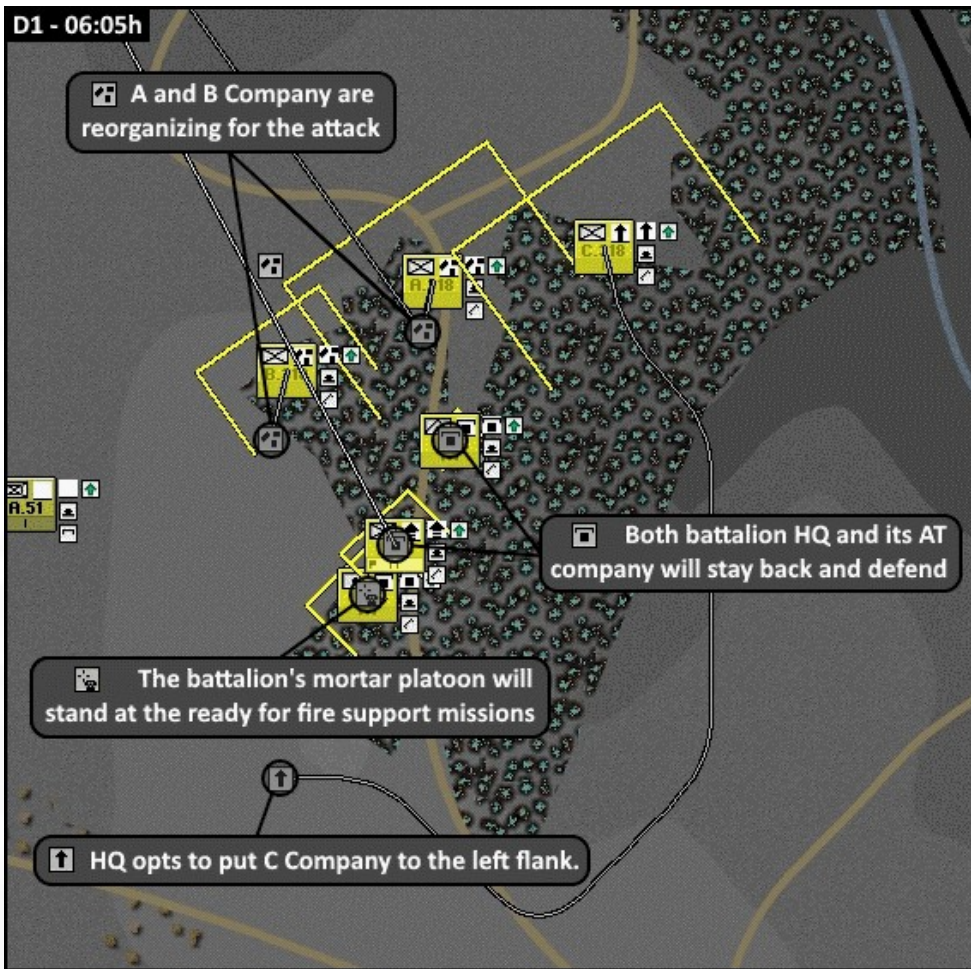 D1 - 06:05h
A and B Company are
reorganizing for the attack
C.118
A.118
A.51
I
Both battalion HQ and its AT
company will stay back and defend
The battalion's mortar platoon will
stand at the ready for fire support missions
HQ opts to put C Company to the left flank.